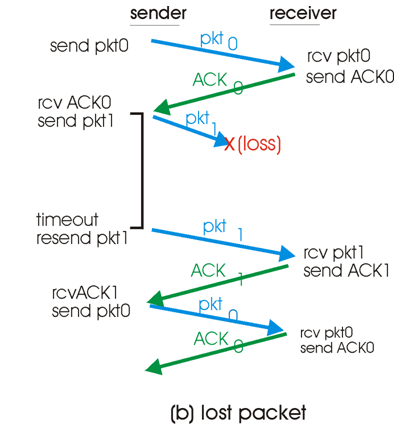 sender receiver
send pkt0
pkt 0
rcv pkt0
send ACK0
ACK 0
rcv ACK0
send pkt1
pkt 1
X (loss)
timeout
resend pkt1
pkt 1
rcv pkt1
send ACK1
ACK 1
rcvACK1
send pkt0
pkt 0
rcv pkt0
send ACK0
ACK 0
(b) lost packet